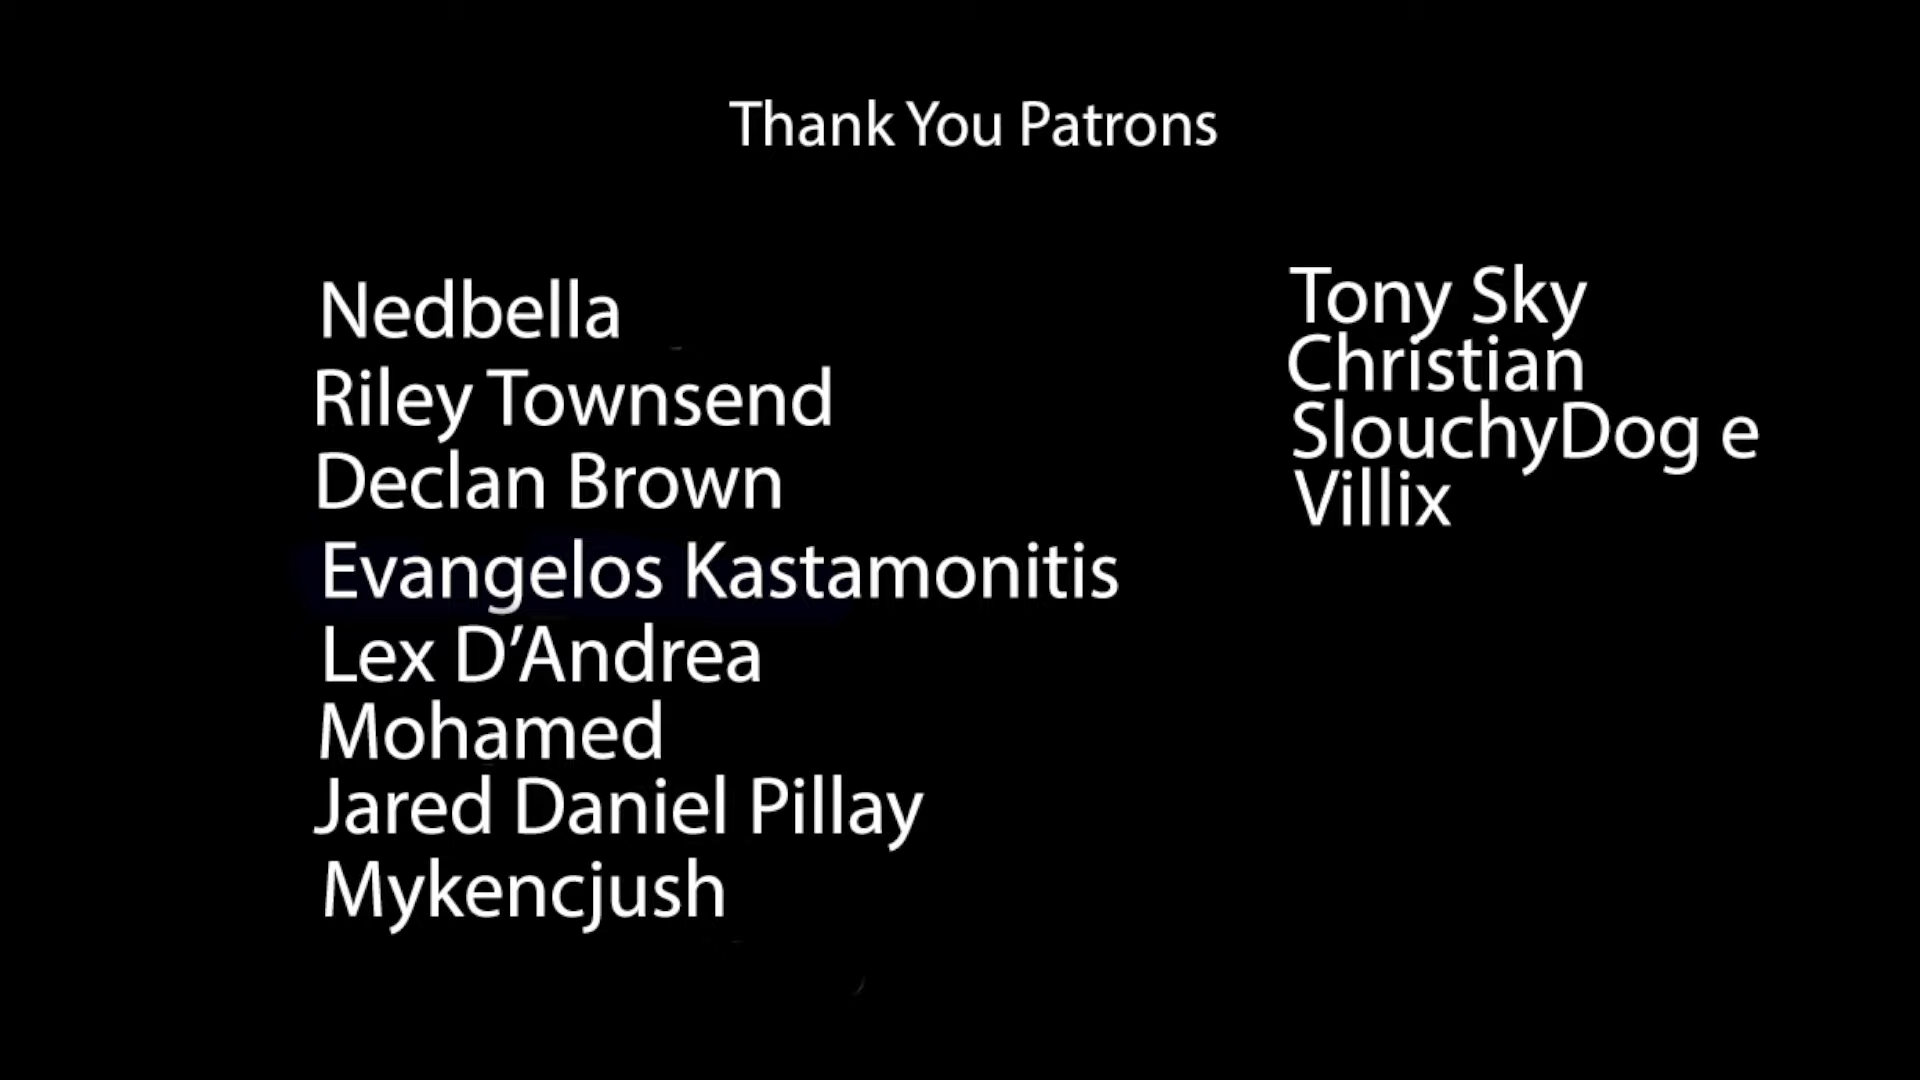 Thank You Patrons
Nedbella
Riley Townsend
Declan Brown
Evangelos Kastamonitis
Lex D’Andrea
Mohamed
Jared Daniel Pillay
Mykencjush
Tony Sky
Christian
SlouchyDog e
Villix